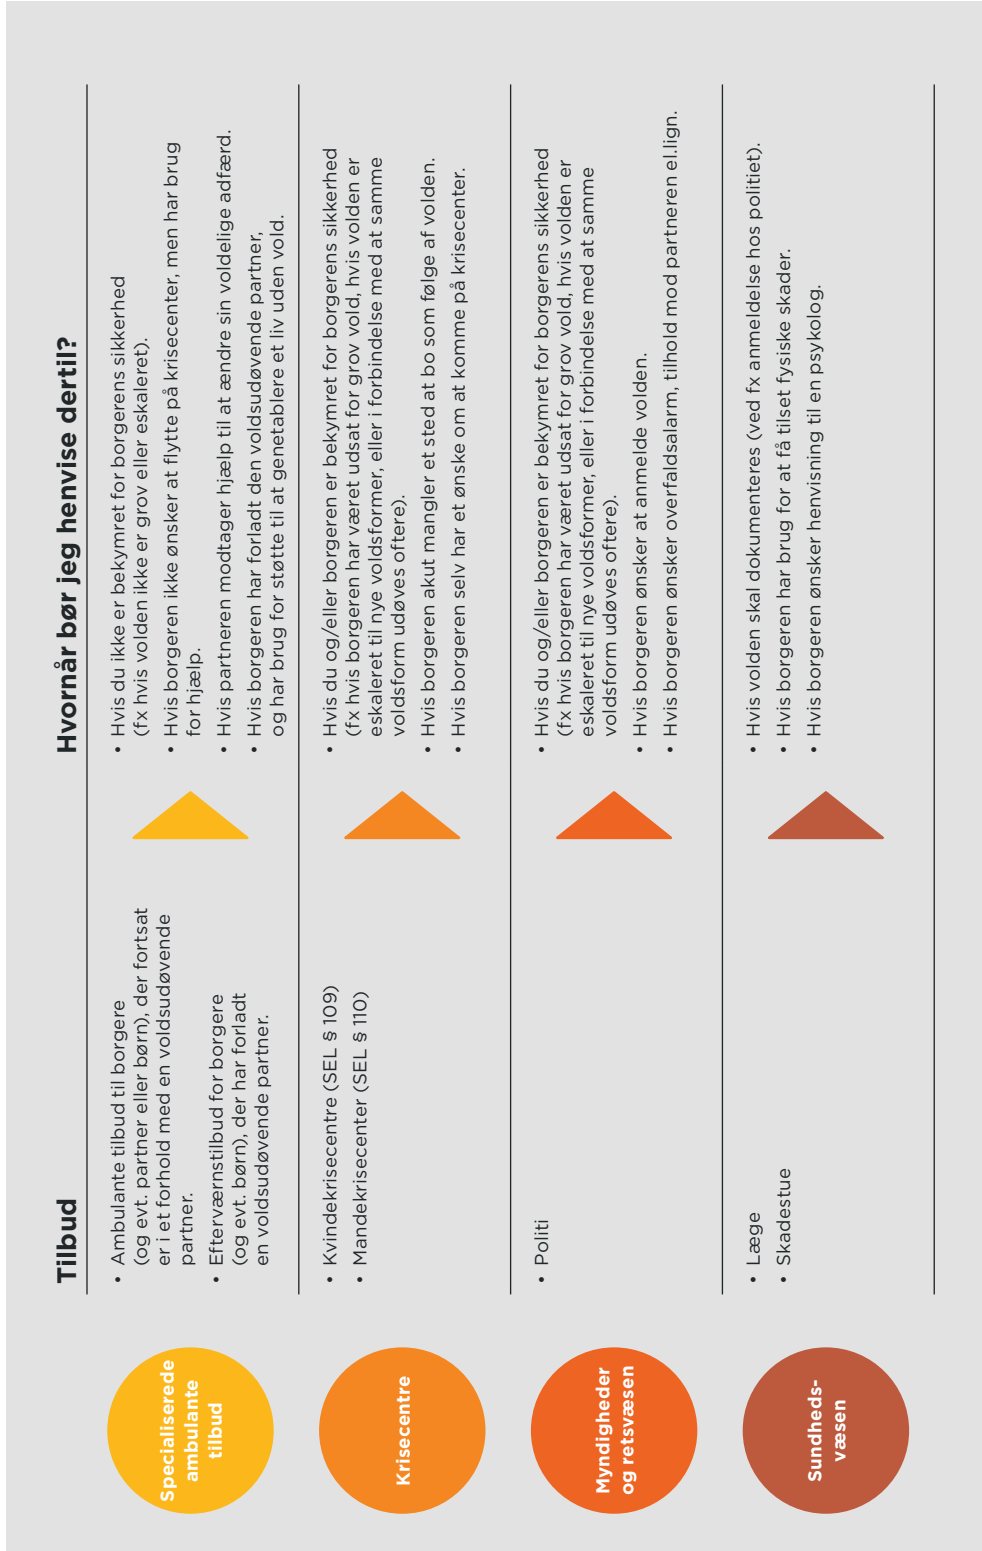 Tilbud
Hvornår bør jeg henvise dertil?
Specialiserede
ambulante
tilbud
• Ambulante tilbud til borgere
(og evt. partner eller børn), der fortsat
er i et forhold med en voldsudøvende
partner.
• Efterværnstilbud for borgere
(og evt. børn), der har forladt
en voldsudøvende partner.
• Hvis du ikke er bekymret for borgerens sikkerhed
(fx hvis volden ikke er grov eller eskaleret).
• Hvis borgeren ikke ønsker at flytte på krisecenter, men har brug
for hjælp.
• Hvis partneren modtager hjælp til at ændre sin voldelige adfærd.
• Hvis borgeren har forladt den voldsudøvende partner,
og har brug for støtte til at genetablere et liv uden vold.
Krisecentre
• Kvindekrisecentre (SEL § 109)
• Mandekrisecenter (SEL § 110)
• Hvis du og/eller borgeren er bekymret for borgerens sikkerhed
(fx hvis borgeren har været udsat for grov vold, hvis volden er
eskaleret til nye voldsformer, eller i forbindelse med at samme
voldsform udøves oftere).
• Hvis borgeren akut mangler et sted at bo som følge af volden.
• Hvis borgeren selv har et ønske om at komme på krisecenter.
Myndigheder
og retsvæsen
• Politi
• Hvis du og/eller borgeren er bekymret for borgerens sikkerhed
(fx hvis borgeren har været udsat for grov vold, hvis volden er
eskaleret til nye voldsformer, eller i forbindelse med at samme
voldsform udøves oftere).
• Hvis borgeren ønsker at anmelde volden.
• Hvis borgeren ønsker overfaldsalarm, tilhold mod partneren el.lign.
Sundheds-
væsen
• Læge
• Skadestue
• Hvis volden skal dokumenteres (ved fx anmeldelse hos politiet).
• Hvis borgeren har brug for at få tilset fysiske skader.
• Hvis borgeren ønsker henvisning til en psykolog.